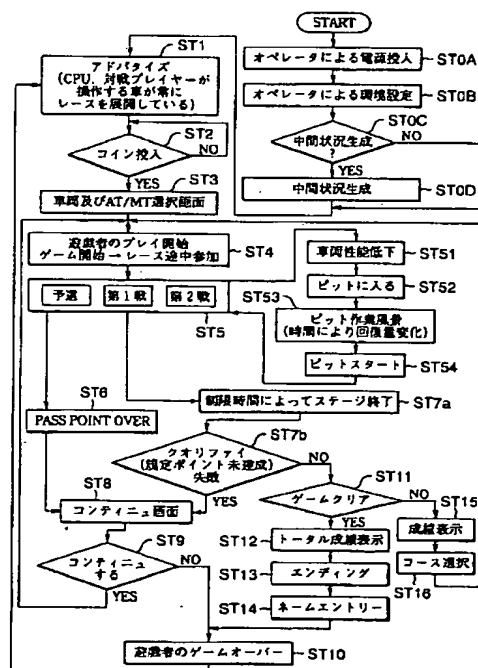 START
ST1
アドバタイズ
(CPU. 対戦プレイヤーが
操作する車が常に
レースを展開している)
オペレータによる電源投入
ST0A
オペレータによる環境設定
ST0B
ST0C
中間状況生成
?
NO
YES
中間状況生成
ST0D
ST2
コイン投入
NO
YES
ST3
車両及びAT/MT選択画面
遊戯者のプレイ開始
ゲーム開始→レース途中参加
ST4
予選
第1戦
第2戦
ST5
車両性能低下
ST51
ピットに入る
ST52
ST53
ピット作業風景
(時間により回復量変化)
ピットスタート
ST54
ST6
PASS POINT OVER
制限時間によってステージ終了
ST7a
ST7b
クオリファイ
(規定ポイント未達成)
失敗
NO
YES
ST8
コンティニュ画面
ST9
コンティニュ
する
NO
YES
ST11
ゲームクリア
NO
YES
ST12
トータル成績表示
ST13
エンディング
ST14
ネームエントリー
ST15
成績表示
コース選択
ST16
遊戯者のゲームオーバー
ST10